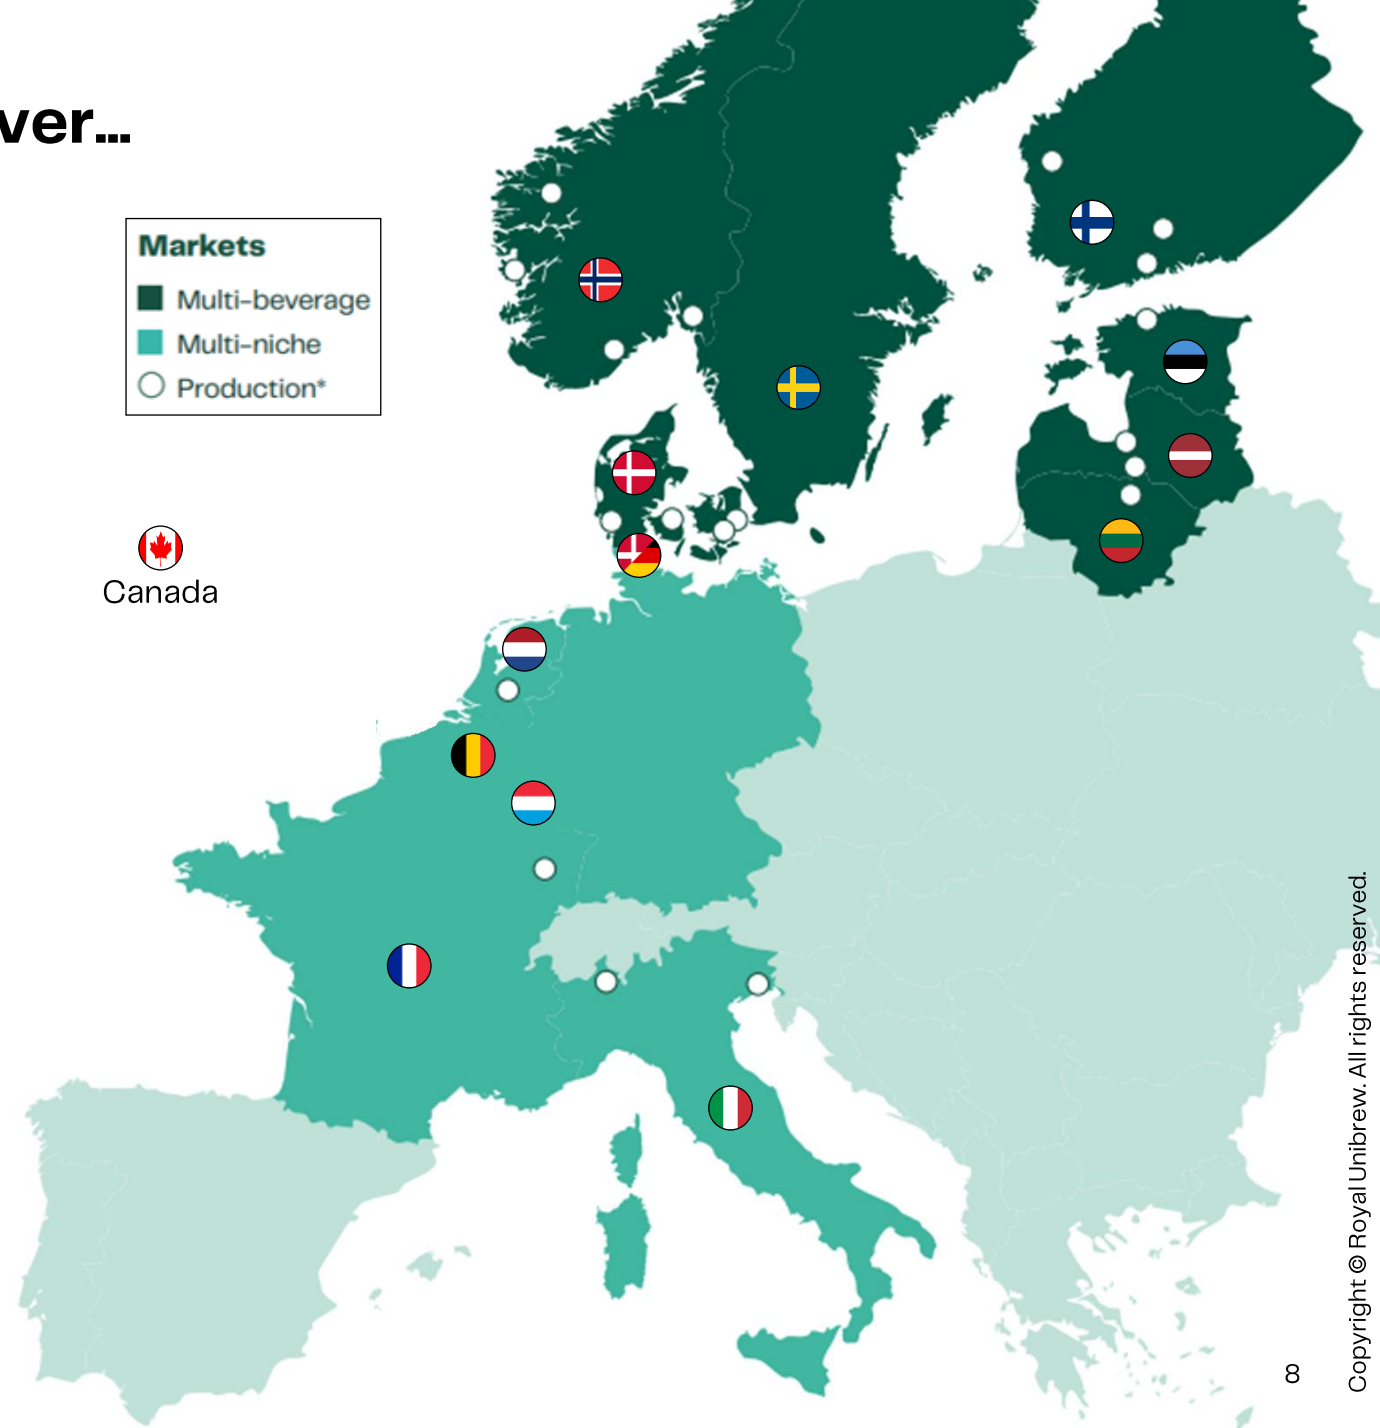 ver...
Markets
Multi-beverage
Multi-niche
Production*
Canada
8
Copyright © Royal Unibrew. All rights reserved.